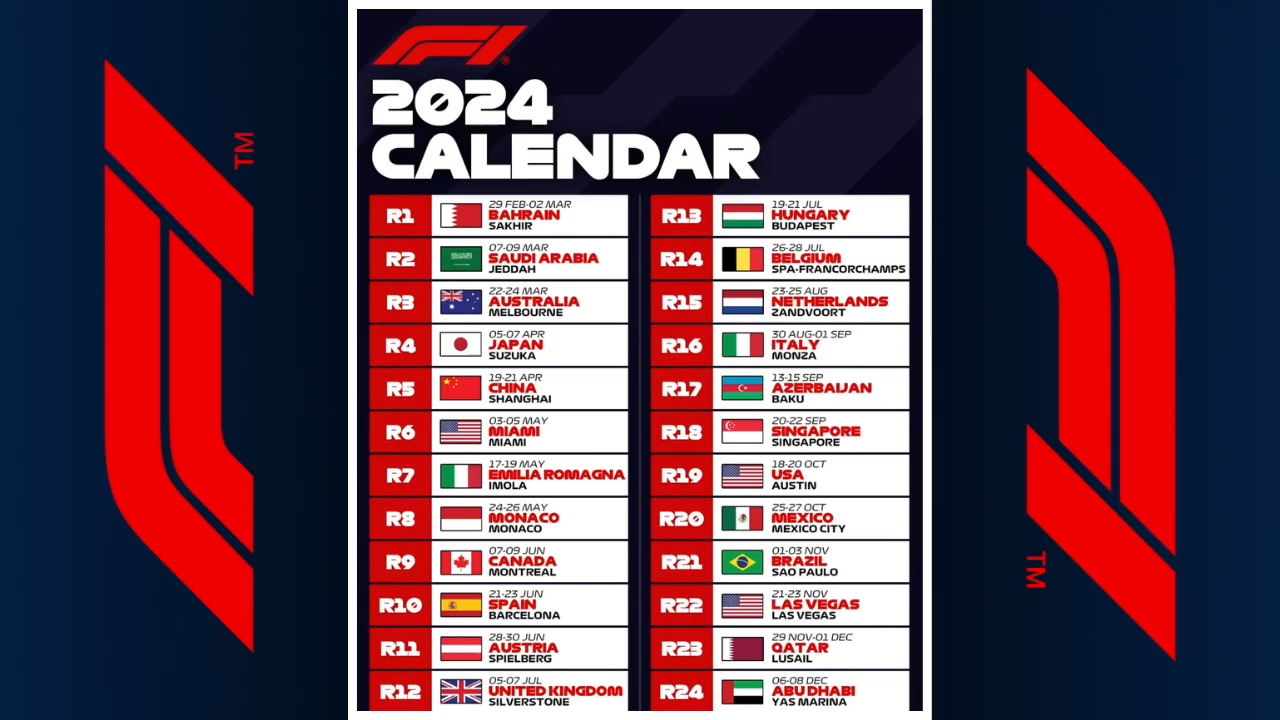 F1®
2024
CALENDAR
R1
29 FEB-02 MAR
BAHRAIN
SAKHIR
R2
07-09 MAR
SAUDI ARABIA
JEDDAH
R3
22-24 MAR
AUSTRALIA
MELBOURNE
R4
05-07 APR
JAPAN
SUZUKA
R5
19-21 APR
CHINA
SHANGHAI
R6
03-05 MAY
MIAMI
MIAMI
R7
17-19 MAY
EMILIA ROMAGNA
IMOLA
R8
24-26 MAY
MONACO
MONACO
R9
07-09 JUN
CANADA
MONTREAL
R10
21-23 JUN
SPAIN
BARCELONA
R11
28-30 JUN
AUSTRIA
SPIELBERG
R12
05-07 JUL
UNITED KINGDOM
SILVERSTONE
R13
19-21 JUL
HUNGARY
BUDAPEST
R14
26-28 JUL
BELGIUM
SPA-FRANCORCHAMPS
R15
23-25 AUG
NETHERLANDS
ZANDVOORT
R16
30 AUG-01 SEP
ITALY
MONZA
R17
13-15 SEP
AZERBAIJAN
BAKU
R18
20-22 SEP
SINGAPORE
SINGAPORE
R19
18-20 OCT
USA
AUSTIN
R20
25-27 OCT
MEXICO
MEXICO CITY
R21
01-03 NOV
BRAZIL
SAO PAULO
R22
21-23 NOV
LAS VEGAS
LAS VEGAS
R23
29 NOV-01 DEC
QATAR
LUSAIL
R24
06-08 DEC
ABU DHABI
YAS MARINA
F1 TM
F1 TM